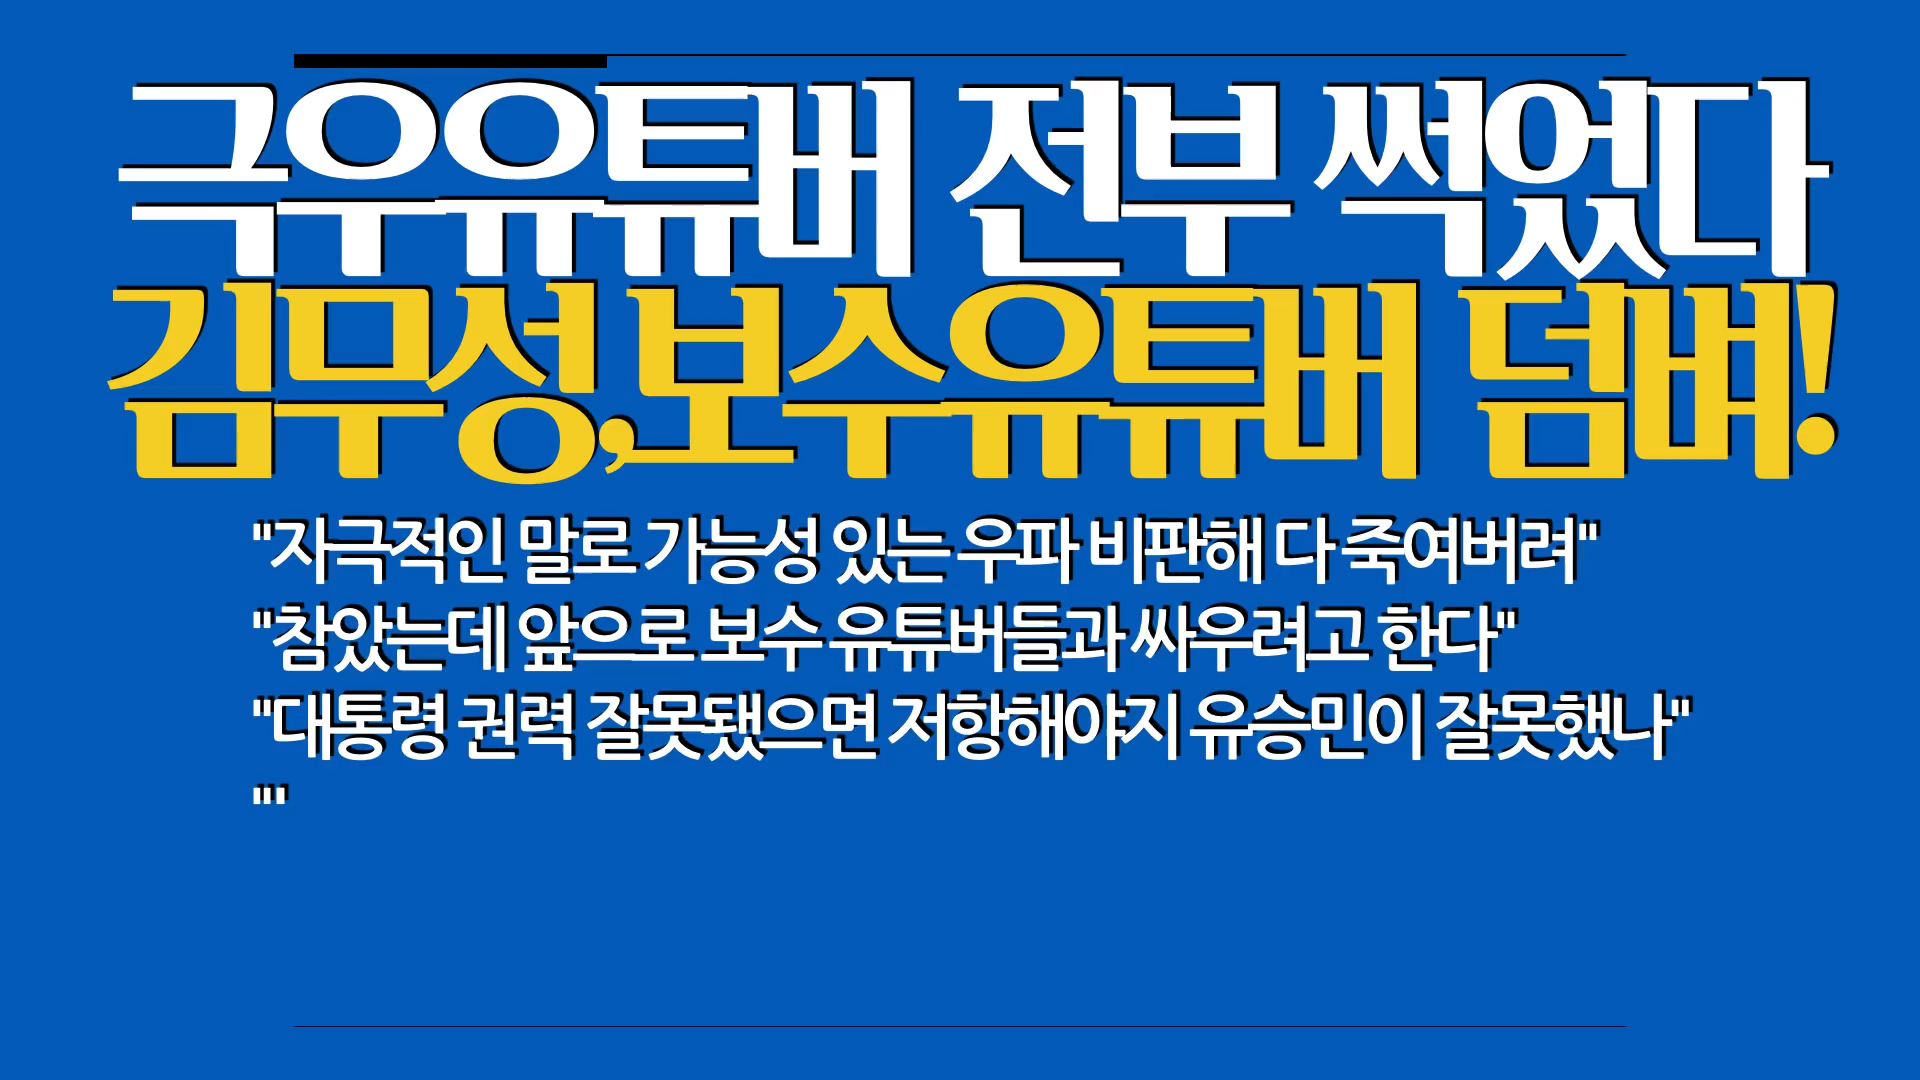 극우유튜버 전부 썩었다
김무성,보수유튜버 덤벼!
"자극적인 말로 가능성 있는 우파 비판해 다 죽여버려"
"참았는데 앞으로 보수 유튜버들과 싸우려고 한다"
"대통령 권력 잘못됐으면 저항해야지 유승민이 잘못했나"
"'